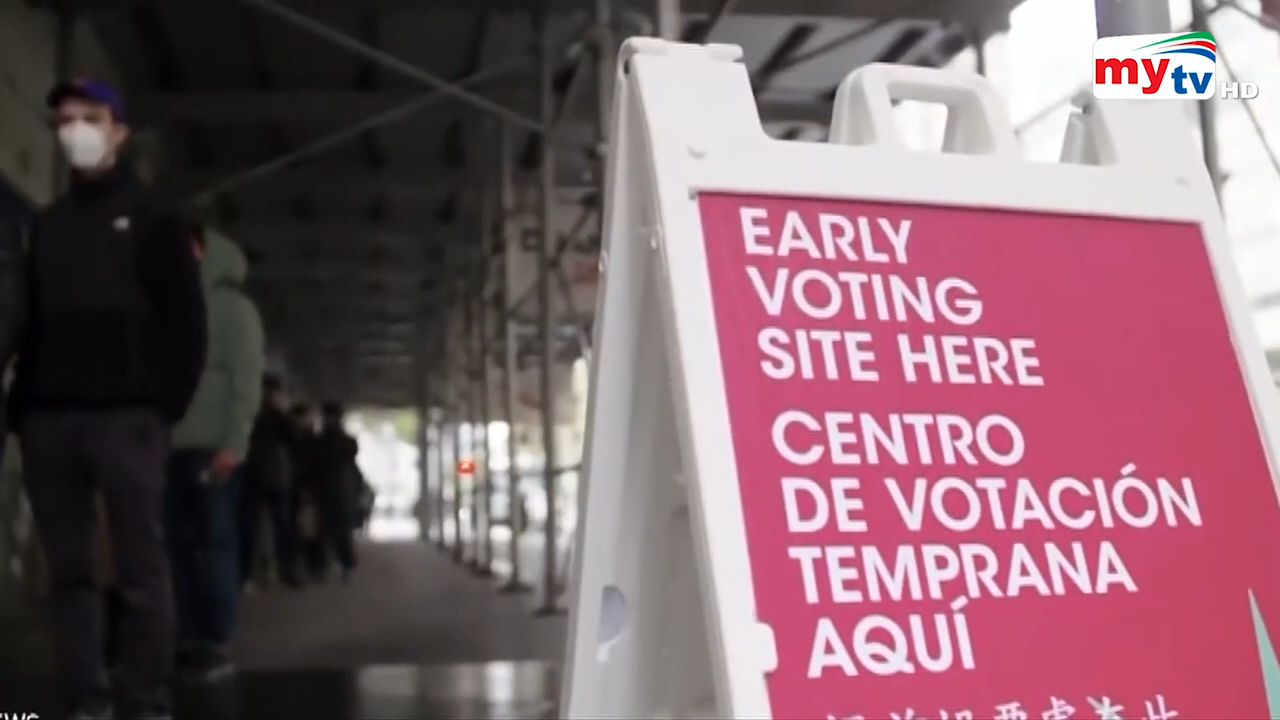 mytv HD
EARLY
VOTING
SITE HERE
CENTRO
DE VOTACIÓN
TEMPRANA
AQUÍ